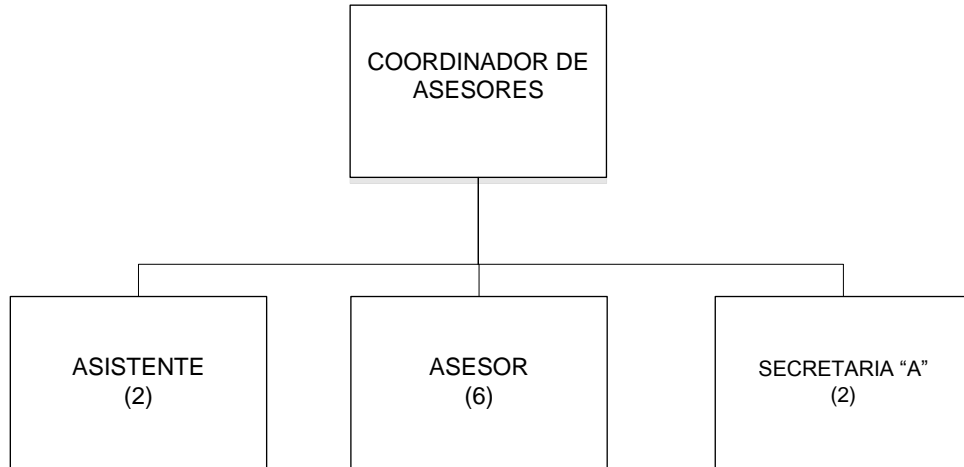 COORDINADOR DE
ASESORES
ASISTENTE
(2)
ASESOR
(6)
SECRETARIA “A”
(2)